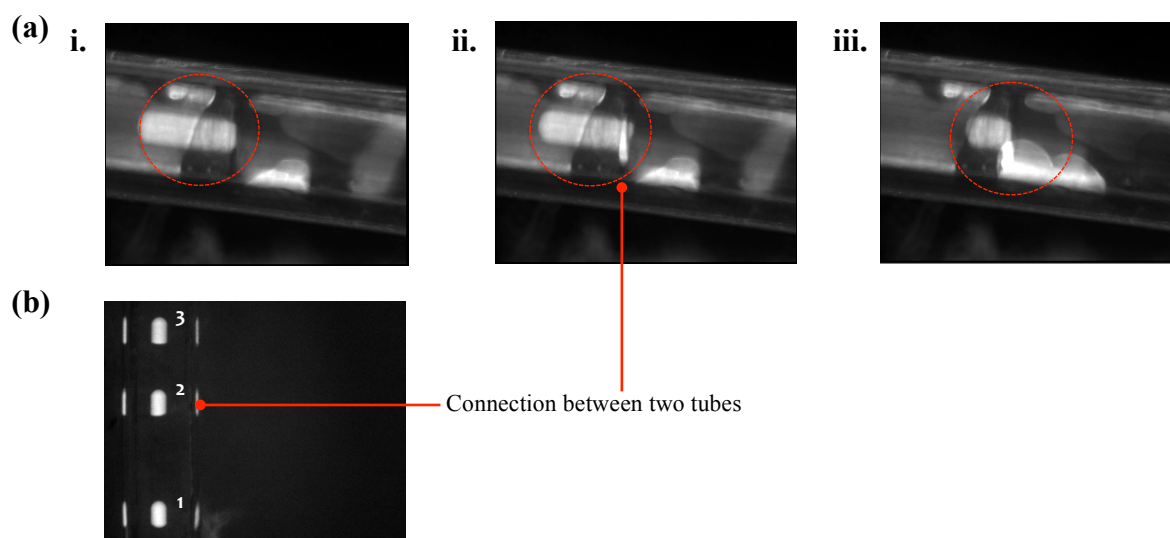 (a) i. ii. iii.
(b)
3
2
Connection between two tubes
1